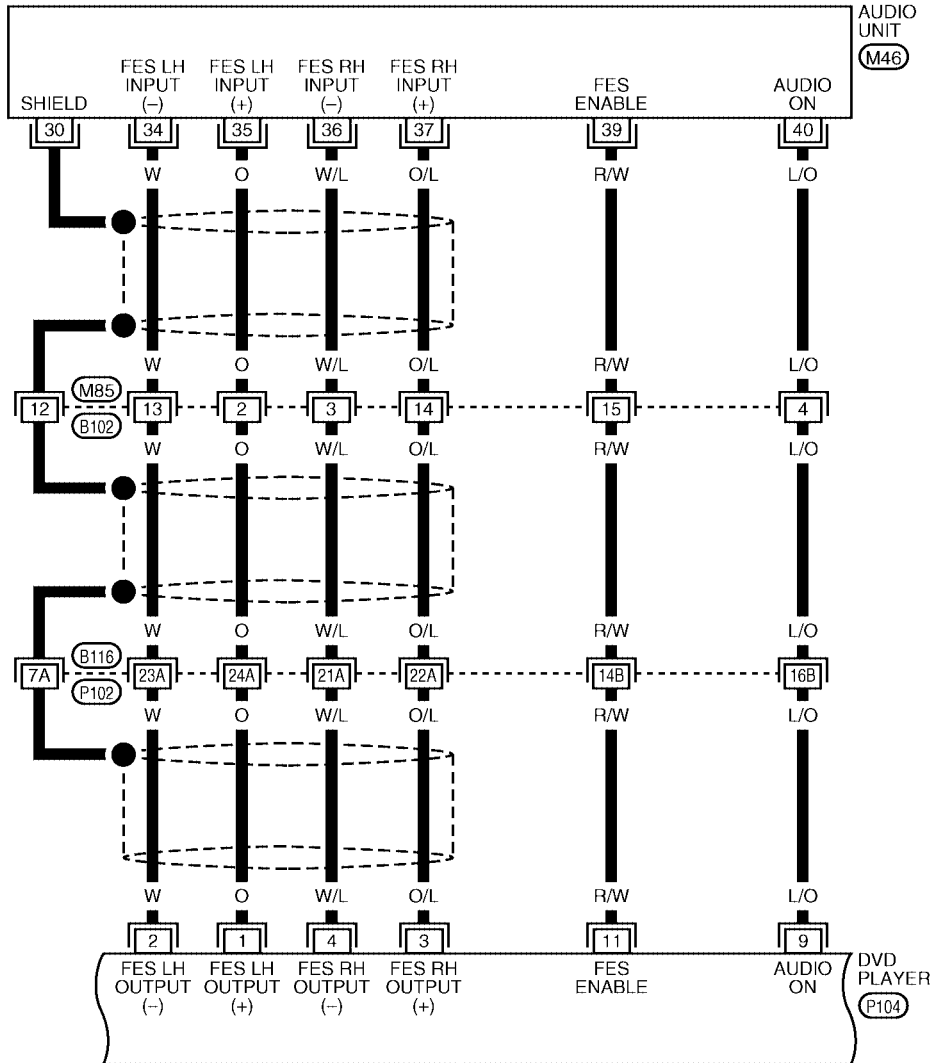 AUDIO
UNIT
M46
FES LH FES LH FES RH FES RH
INPUT INPUT INPUT INPUT FES AUDIO
SHIELD (–) (+) (–) (+) ENABLE ON
30 34 35 36 37 39 40
W O W/L O/L R/W L/O
W O W/L O/L R/W L/O
M85
12 13 2 3 14 15 4
B102
W O W/L O/L R/W L/O
W O W/L O/L R/W L/O
B116
7A 23A 24A 21A 22A 14B 16B
P102
W O W/L O/L R/W L/O
W O W/L O/L R/W L/O
2 1 4 3 11 9
FES LH FES LH FES RH FES RH FES AUDIO DVD
OUTPUT OUTPUT OUTPUT OUTPUT ENABLE ON PLAYER
(–) (+) (–) (+)
P104